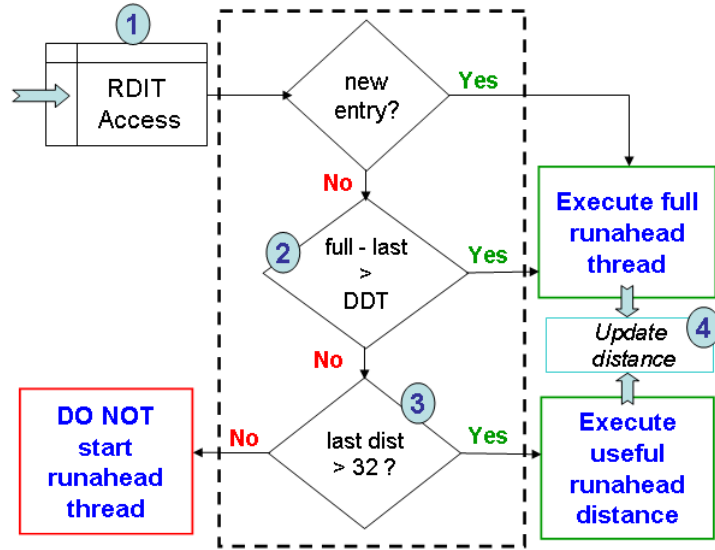 1
RDIT
Access
new
entry?
Yes
No
2
full - last
>
DDT
Yes
Execute full
runahead
thread
4
Update
distance
No
3
last dist
> 32 ?
No
Yes
DO NOT
start
runahead
thread
Execute
useful
runahead
distance